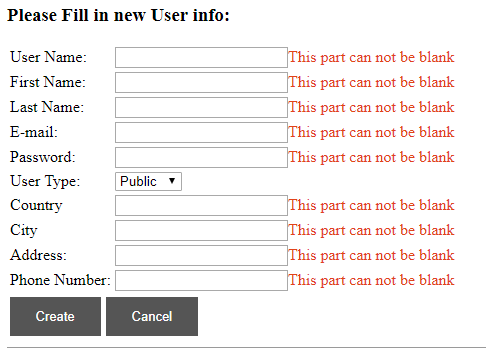 Please Fill in new User info:
User Name: This part can not be blank
First Name: This part can not be blank
Last Name: This part can not be blank
E-mail: This part can not be blank
Password: This part can not be blank
User Type: Public
Country This part can not be blank
City This part can not be blank
Address: This part can not be blank
Phone Number: This part can not be blank
Create Cancel